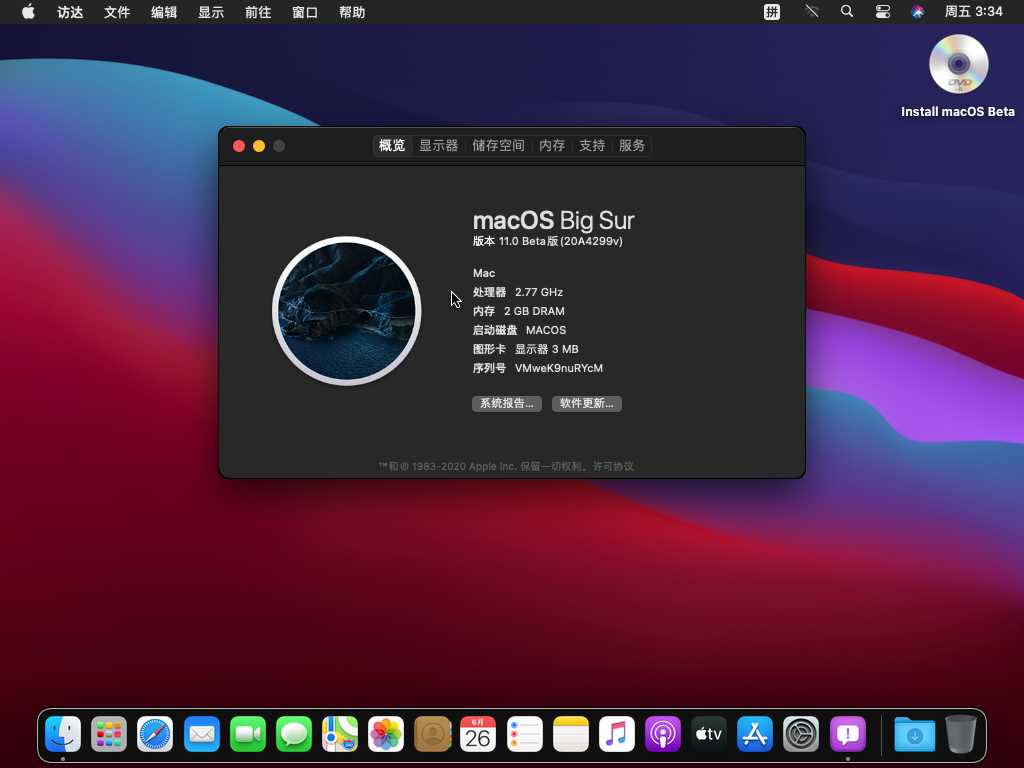 访达 文件 编辑 显示 前往 窗口 帮助 拼 周五 3:34
DVD
Install macOS Beta
概览 显示器 储存空间 内存 支持 服务
macOS Big Sur
版本 11.0 Beta版 (20A4299v)
Mac
处理器 2.77 GHz
内存 2 GB DRAM
启动磁盘 MACOS
图形卡 显示器 3 MB
序列号 VMweK9nuRYcM
系统报告... 软件更新...
™和© 1983-2020 Apple Inc. 保留一切权利。许可协议
6月
26
tv